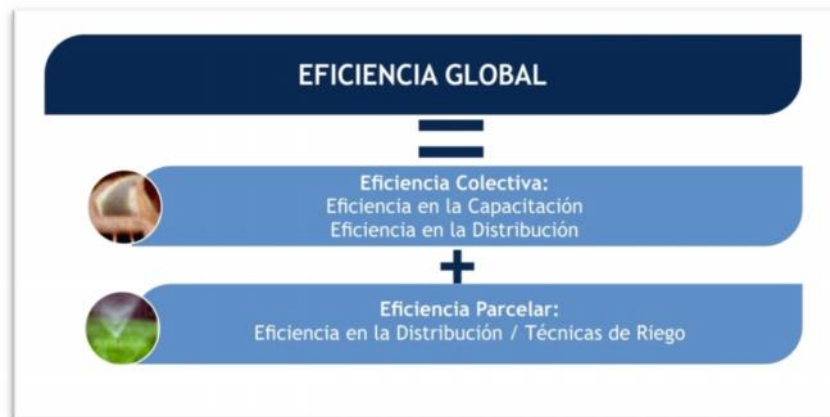 EFICIENCIA GLOBAL
=
Eficiencia Colectiva:
Eficiencia en la Capacitación
Eficiencia en la Distribución
+
Eficiencia Parcelar:
Eficiencia en la Distribución / Técnicas de Riego